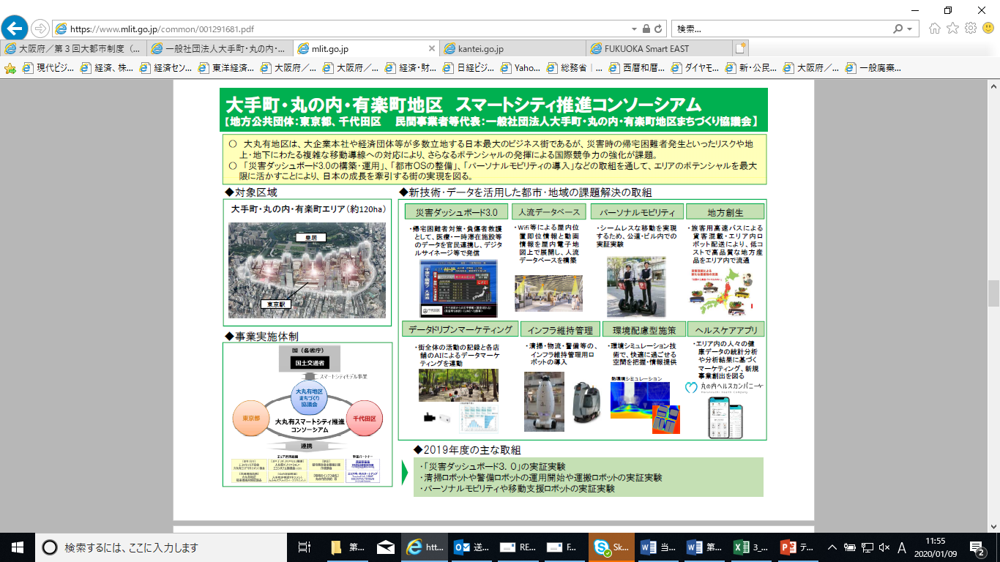 https://www.mlit.go.jp/common/001291681.pdf
検索...
大阪府／第３回大都市制度（...
一般社団法人大手町・丸の内・...
mlit.go.jp
kantei.go.jp
FUKUOKA Smart EAST
現代ビジ...
経済、株...
経済セン...
東洋経済...
大阪府／...
大阪府／...
経済・財...
日経ビジ...
Yaho...
総務省｜...
西暦和暦...
ダイヤモ...
新・公民...
大阪府／...
一般廃棄...
大手町・丸の内・有楽町地区　スマートシティ推進コンソーシアム
【地方公共団体：東京都、千代田区　民間事業者等代表：一般社団法人大手町・丸の内・有楽町地区まちづくり協議会】
○　大丸有地区は、大企業本社や経済団体等が多数立地する日本最大のビジネス街であるが、災害時の帰宅困難者発生といったリスクや地
上・地下にわたる複雑な移動導線への対応により、さらなるポテンシャルの発揮による国際競争力の強化が課題。
○　「災害ダッシュボード3.0の構築・運用」、「都市OSの整備」、「パーソナルモビリティの導入」などの取組を通して、エリアのポテンシャルを最大
限に活かすことにより、日本の成長を牽引する街の実現を図る。
◆対象区域
大手町・丸の内・有楽町エリア（約120ha）
皇居
東京駅
◆事業実施体制
国（各省庁）
国土交通省
スマートシティモデル事業
大丸有地区
まちづくり
協議会
東京都
千代田区
大丸有スマートシティ推進
コンソーシアム
連携
◆新技術・データを活用した都市・地域の課題解決の取組
災害ダッシュボード3.0
・帰宅困難者対策・負傷者救護
として、医療・一時滞在施設等
のデータを官民連携し、デジタ
ルサイネージ等で発信
人流データベース
・Wifi等による屋内位
置即位情報と動画
情報を屋内電子地
図上で展開し、人流
データベースを構築
パーソナルモビリティ
・シームレスな移動を実現
するため、公道・ビル内での
実証実験
地方創生
・旅客用高速バスによる
貨客混載・エリア内ロ
ボット配送により、低コ
ストで高品質な地方産
品をエリア内で流通
データドリブンマーケティング
・街全体の活動の記録と各店
舗のAIによるデータマーケ
ティングを連動
インフラ維持管理
・清掃・物流・警備等の、
インフラ維持管理用ロ
ボットの導入
環境配慮型施策
・環境シミュレーション技
術で、快適に過ごせる
空間を把握・情報提供
熱環境シミュレーション
ヘルスケアアプリ
・エリア内の人々の健
康データの統計分析
や分析結果に基づく
マーケティング、新規
事業創出を図る
丸の内ヘルスカンパニー
Marunouchi Health Company
◆2019年度の主な取組
・「災害ダッシュボード３．０」の実証実験
・清掃ロボットや警備ロボットの運用開始や運搬ロボットの実証実験
・パーソナルモビリティや移動支援ロボットの実証実験
検索するには、ここに入力します
第...
htt...
送...
RE...
F...
Sk...
当...
第...
3_...
テ...
A
11:55
2020/01/09
2